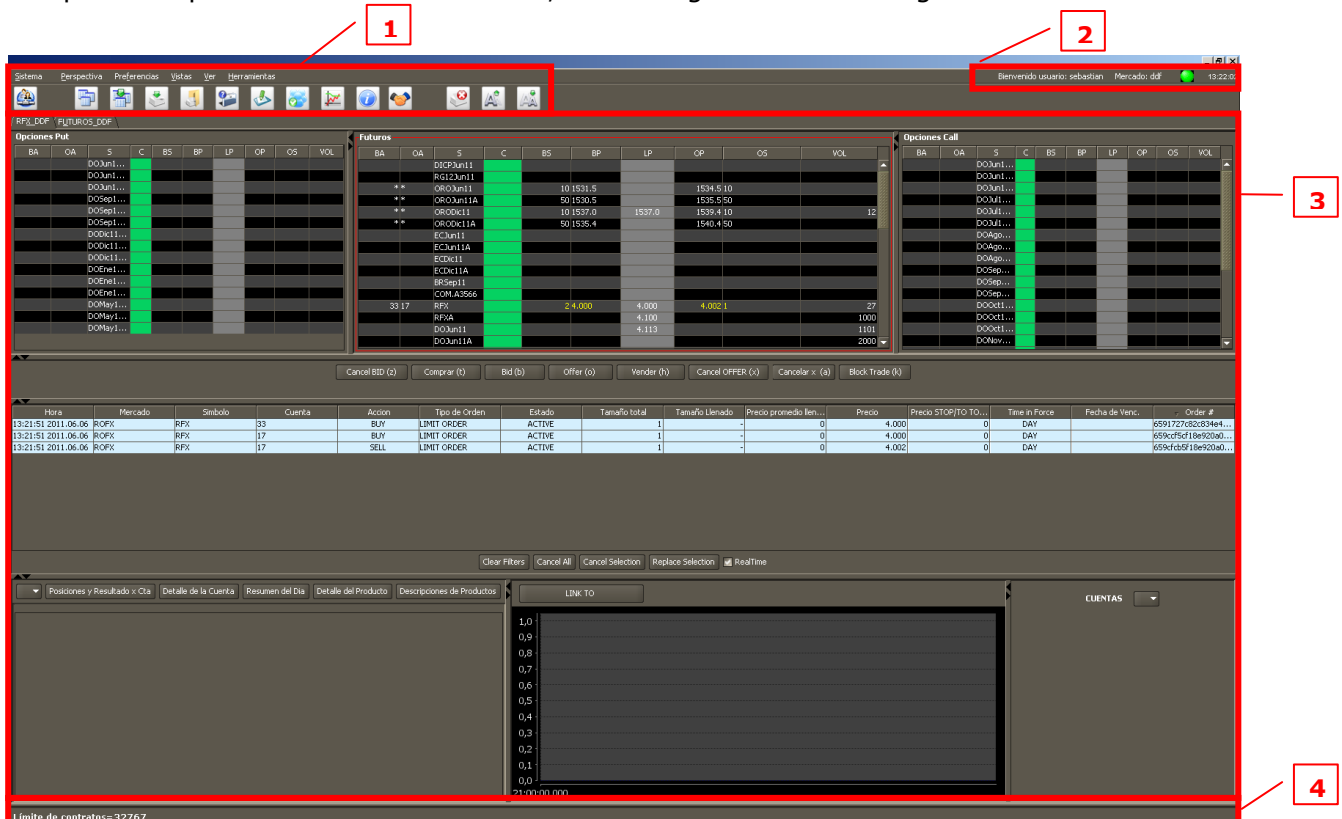 1
2
3
4
Sistema Perspectiva Preferencias Vistas Ver Herramientas
Bienvenido usuario: sebastian Mercado: ddf
RFX_DDF FUTUROS_DDF
Opciones Put
BA OA S C BS BP LP OP OS VOL
DOJun1...
DOJun1...
DOJun1...
DOSep1...
DOSep1...
DOSep1...
DODic11...
DODic11...
DODic11...
DOEne1...
DOEne1...
DOEne1...
DOMay1...
DOMay1...
DOMay1...
Futuros
BA OA S C BS BP LP OP OS VOL
DICPJun11
RG12Jun11
** OROJun11 10 1531.5 1534.5 10
** OROJun11A 50 1530.5 1535.5 50
** ORODic11 10 1537.0 1537.0 1539.4 10 12
** ORODic11A 50 1535.4 1540.4 50
ECJun11
ECJun11A
ECDic11
ECDic11A
BRSep11
COM.A3566
33 17 RFX 2 4.000 4.000 4.002 1 27
RFXA 4.100 1000
DOJun11 4.113 1101
DOJun11A 2000
Opciones Call
BA OA S C BS BP LP OP OS VOL
DOJun1...
DOJun1...
DOJun1...
DOJul1...
DOJul1...
DOJul1...
DOAgo...
DOAgo...
DOAgo...
DOSep...
DOSep...
DOSep...
DOOct1...
DOOct1...
DOOct1...
DONov...
Cancel BID (z) Comprar (t) Bid (b) Offer (o) Vender (h) Cancel OFFER (x) Cancelar x (a) Block Trade (k)
Hora Mercado Simbolo Cuenta Accion Tipo de Orden Estado Tamaño total Tamaño Llenado Precio promedio llen... Precio Precio STOP/TO TO... Time in Force Fecha de Venc. Order #
13:21:51 2011.06.06 ROFX RFX 33 BUY LIMIT ORDER ACTIVE 1 - 0 4.000 0 DAY 6591727c82c834e4...
13:21:51 2011.06.06 ROFX RFX 17 BUY LIMIT ORDER ACTIVE 1 - 0 4.000 0 DAY 659ccf5cf18e920a0...
13:21:51 2011.06.06 ROFX RFX 17 SELL LIMIT ORDER ACTIVE 1 - 0 4.002 0 DAY 659cfcb5f18e920a0...
Clear Filters Cancel All Cancel Selection Replace Selection RealTime
Posiciones y Resultado x Cta Detalle de la Cuenta Resumen del Dia Detalle del Producto Descripciones de Productos
LINK TO
CUENTAS
1,0
0,9
0,8
0,7
0,6
0,5
0,4
0,3
0,2
0,1
0,0
21:00:00.000
Límite de contratos=32767